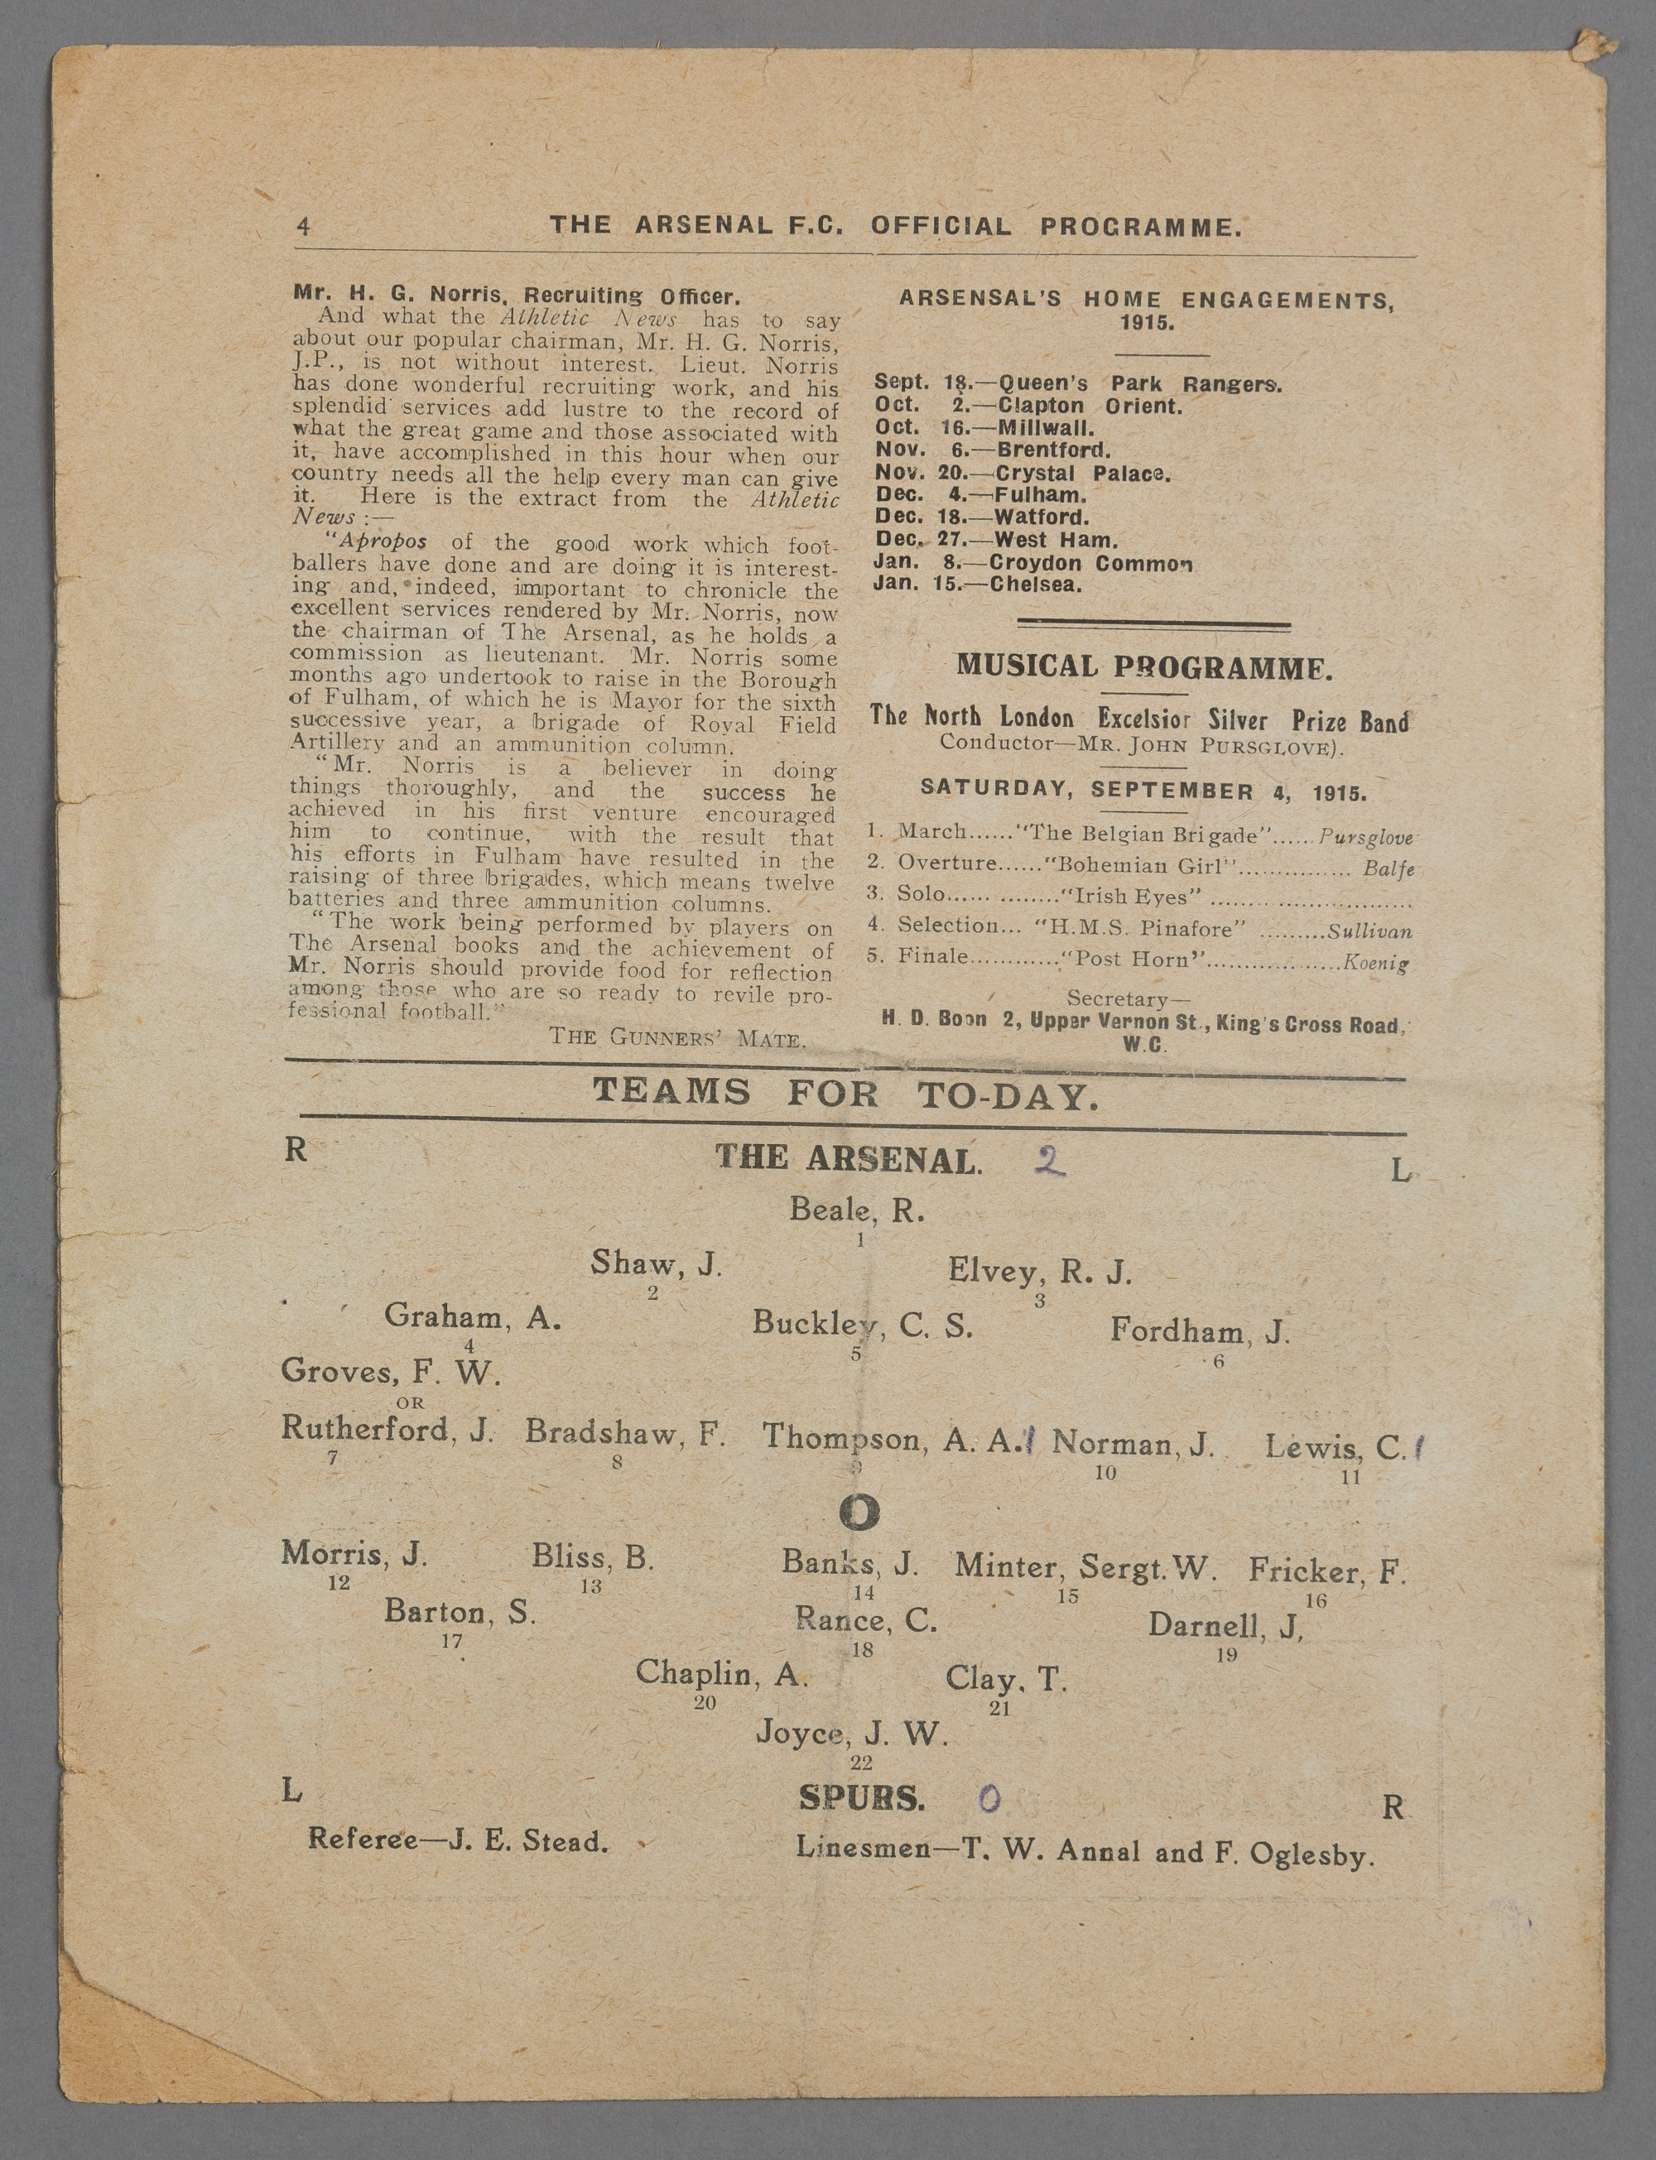 4
THE ARSENAL F.C. OFFICIAL PROGRAMME.
Mr. H. G. Norris, Recruiting Officer.
And what the Athletic News has to say
about our popular chairman, Mr. H. G. Norris,
J.P., is not without interest. Lieut. Norris
has done wonderful recruiting work, and his
splendid services add lustre to the record of
what the great game and those associated with
it, have accomplished in this hour when our
country needs all the help every man can give
it. Here is the extract from the Athletic
News :—
"Apropos of the good work which foot-
ballers have done and are doing it is interest-
ing and, indeed, important to chronicle the
excellent services rendered by Mr. Norris, now
the chairman of The Arsenal, as he holds a
commission as lieutenant. Mr. Norris some
months ago undertook to raise in the Borough
of Fulham, of which he is Mayor for the sixth
successive year, a brigade of Royal Field
Artillery and an ammunition column.
"Mr. Norris is a believer in doing
things thoroughly, and the success he
achieved in his first venture encouraged
him to continue, with the result that
his efforts in Fulham have resulted in the
raising of three brigades, which means twelve
batteries and three ammunition columns.
"The work being performed by players on
The Arsenal books and the achievement of
Mr. Norris should provide food for reflection
among those who are so ready to revile pro-
fessional football."
THE GUNNERS' MATE.
ARSENSAL'S HOME ENGAGEMENTS,
1915.
Sept. 18.—Queen's Park Rangers.
Oct. 2.—Clapton Orient.
Oct. 16.—Millwall.
Nov. 6.—Brentford.
Nov. 20.—Crystal Palace.
Dec. 4.—Fulham.
Dec. 18.—Watford.
Dec. 27.—West Ham.
Jan. 8.—Croydon Common
Jan. 15.—Chelsea.
MUSICAL PROGRAMME.
The North London Excelsior Silver Prize Band
Conductor—MR. JOHN PURSGLOVE).
SATURDAY, SEPTEMBER 4, 1915.
1. March......"The Belgian Brigade"......Pursglove
2. Overture......"Bohemian Girl"............... Balfe
3. Solo...............​"Irish Eyes" ...........................
4. Selection... "H.M.S. Pinafore" .........Sullivan
5. Finale............"Post Horn"..................Koenig
Secretary—
H. D. Boon 2, Upper Vernon St., King's Cross Road,
W.C.
TEAMS FOR TO-DAY.
R THE ARSENAL. 2 L
Beale, R.
1
Shaw, J. Elvey, R. J.
2 3
Graham, A. Buckley, C. S. Fordham, J.
4 5 6
Groves, F. W.
OR
Rutherford, J. Bradshaw, F. Thompson, A. A. / Norman, J. Lewis, C. /
7 8 9 10 11
O
Morris, J. Bliss, B. Banks, J. Minter, Sergt. W. Fricker, F.
12 13 14 15 16
Barton, S. Rance, C. Darnell, J,
17 18 19
Chaplin, A. Clay, T.
20 21
Joyce, J. W.
22
L SPURS. 0 R
Referee—J. E. Stead. Linesmen—T. W. Annal and F. Oglesby.